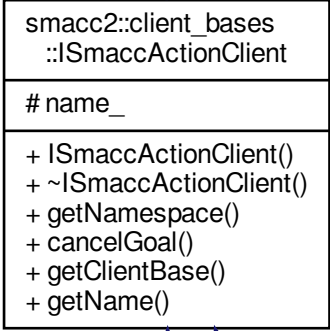 smacc2::client_bases
::ISmaccActionClient
# name_
+ ISmaccActionClient()
+ ~ISmaccActionClient()
+ getNamespace()
+ cancelGoal()
+ getClientBase()
+ getName()